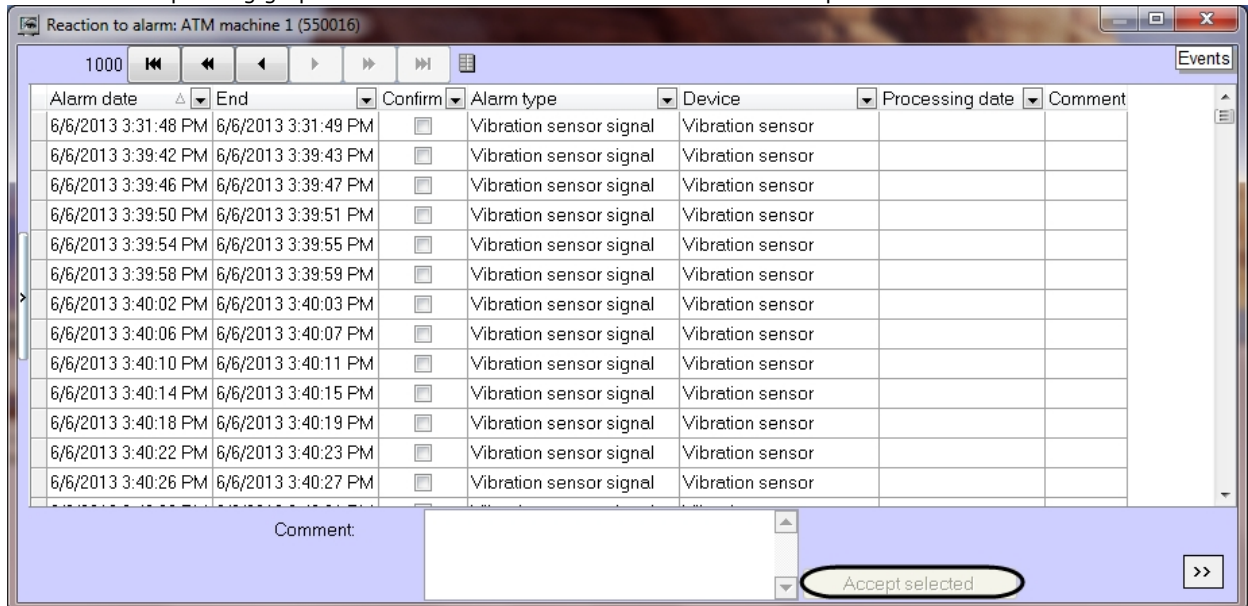 Reaction to alarm: ATM machine 1 (550016)
1000
Events
Alarm date End Confirm Alarm type Device Processing date Comment
6/6/2013 3:31:48 PM 6/6/2013 3:31:49 PM Vibration sensor signal Vibration sensor
6/6/2013 3:39:42 PM 6/6/2013 3:39:43 PM Vibration sensor signal Vibration sensor
6/6/2013 3:39:46 PM 6/6/2013 3:39:47 PM Vibration sensor signal Vibration sensor
6/6/2013 3:39:50 PM 6/6/2013 3:39:51 PM Vibration sensor signal Vibration sensor
6/6/2013 3:39:54 PM 6/6/2013 3:39:55 PM Vibration sensor signal Vibration sensor
6/6/2013 3:39:58 PM 6/6/2013 3:39:59 PM Vibration sensor signal Vibration sensor
6/6/2013 3:40:02 PM 6/6/2013 3:40:03 PM Vibration sensor signal Vibration sensor
6/6/2013 3:40:06 PM 6/6/2013 3:40:07 PM Vibration sensor signal Vibration sensor
6/6/2013 3:40:10 PM 6/6/2013 3:40:11 PM Vibration sensor signal Vibration sensor
6/6/2013 3:40:14 PM 6/6/2013 3:40:15 PM Vibration sensor signal Vibration sensor
6/6/2013 3:40:18 PM 6/6/2013 3:40:19 PM Vibration sensor signal Vibration sensor
6/6/2013 3:40:22 PM 6/6/2013 3:40:23 PM Vibration sensor signal Vibration sensor
6/6/2013 3:40:26 PM 6/6/2013 3:40:27 PM Vibration sensor signal Vibration sensor
Comment:
Accept selected
>>